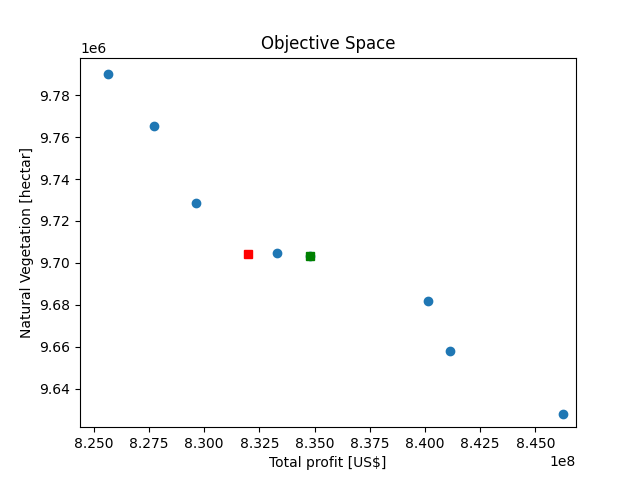 Objective Space
1e6
9.78
9.76
9.74
9.72
9.70
9.68
9.66
9.64
Natural Vegetation [hectar]
8.250 8.275 8.300 8.325 8.350 8.375 8.400 8.425 8.450
Total profit [US$]
1e8